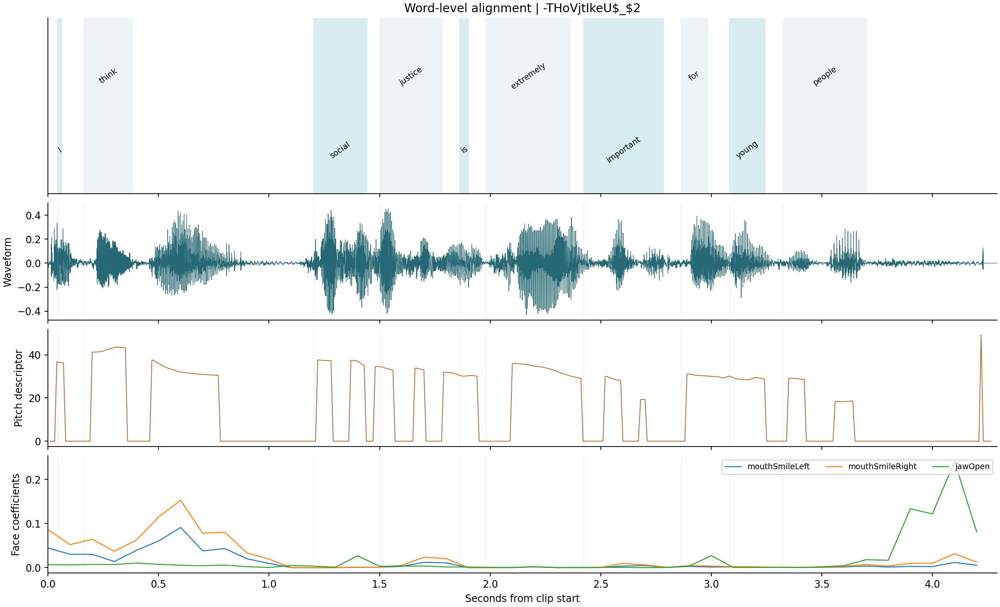 Word-level alignment | -THoVjtIkeU$_$2
I think social justice is extremely important for young people
Waveform
0.4
0.2
0.0
−0.2
−0.4
Pitch descriptor
40
20
0
Face coefficients
0.2
0.1
0.0
mouthSmileLeft mouthSmileRight jawOpen
0.0 0.5 1.0 1.5 2.0 2.5 3.0 3.5 4.0
Seconds from clip start